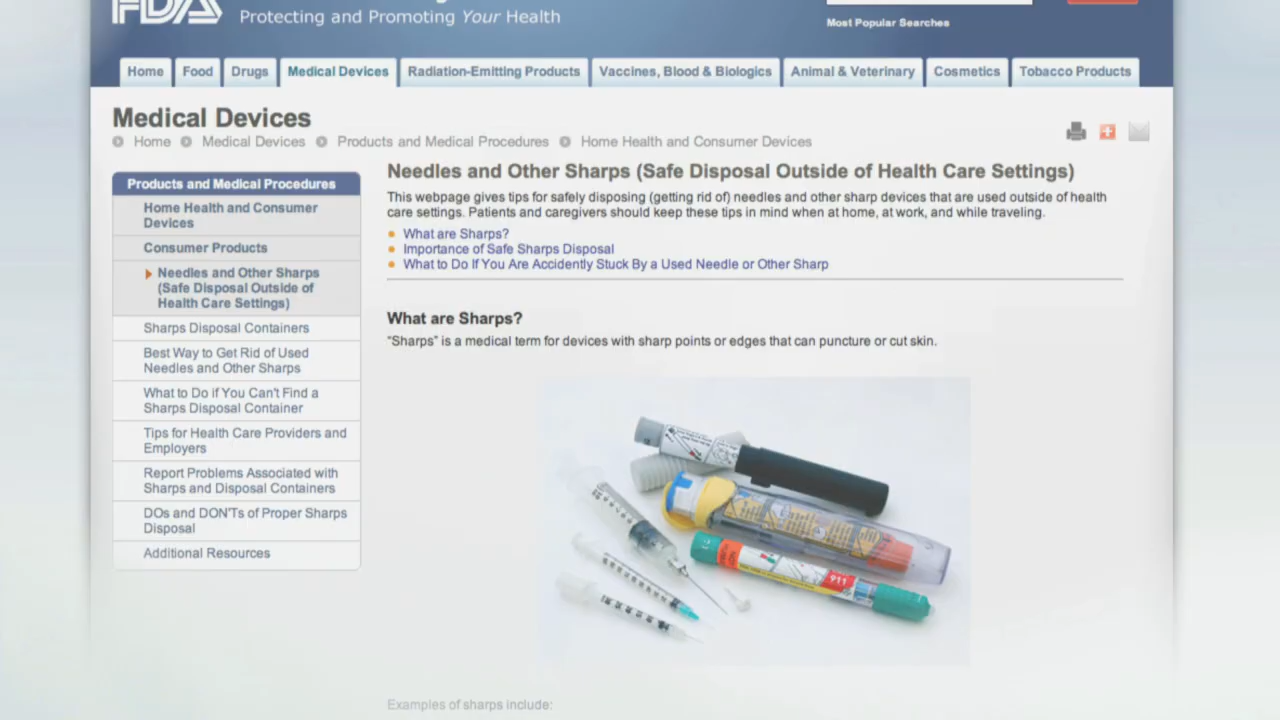 FDA
Protecting and Promoting Your Health
Most Popular Searches
Home
Food
Drugs
Medical Devices
Radiation-Emitting Products
Vaccines, Blood & Biologics
Animal & Veterinary
Cosmetics
Tobacco Products
Medical Devices
Home
Medical Devices
Products and Medical Procedures
Home Health and Consumer Devices
Products and Medical Procedures
Home Health and Consumer
Devices
Consumer Products
Needles and Other Sharps
(Safe Disposal Outside of
Health Care Settings)
Sharps Disposal Containers
Best Way to Get Rid of Used
Needles and Other Sharps
What to Do if You Can't Find a
Sharps Disposal Container
Tips for Health Care Providers and
Employers
Report Problems Associated with
Sharps and Disposal Containers
DOs and DON'Ts of Proper Sharps
Disposal
Additional Resources
Needles and Other Sharps (Safe Disposal Outside of Health Care Settings)
This webpage gives tips for safely disposing (getting rid of) needles and other sharp devices that are used outside of health
care settings. Patients and caregivers should keep these tips in mind when at home, at work, and while traveling.
What are Sharps?
Importance of Safe Sharps Disposal
What to Do If You Are Accidently Stuck By a Used Needle or Other Sharp
What are Sharps?
“Sharps” is a medical term for devices with sharp points or edges that can puncture or cut skin.
911
Examples of sharps include: